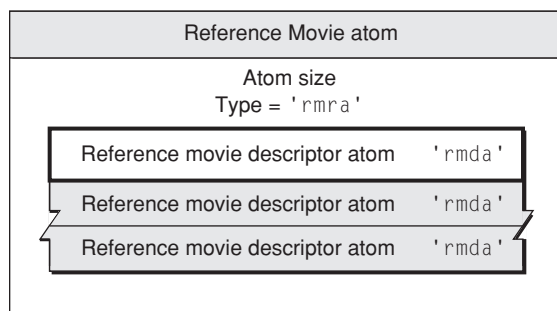 Reference Movie atom
Atom size
Type = 'rmra'
Reference movie descriptor atom 'rmda'
Reference movie descriptor atom 'rmda'
Reference movie descriptor atom 'rmda'